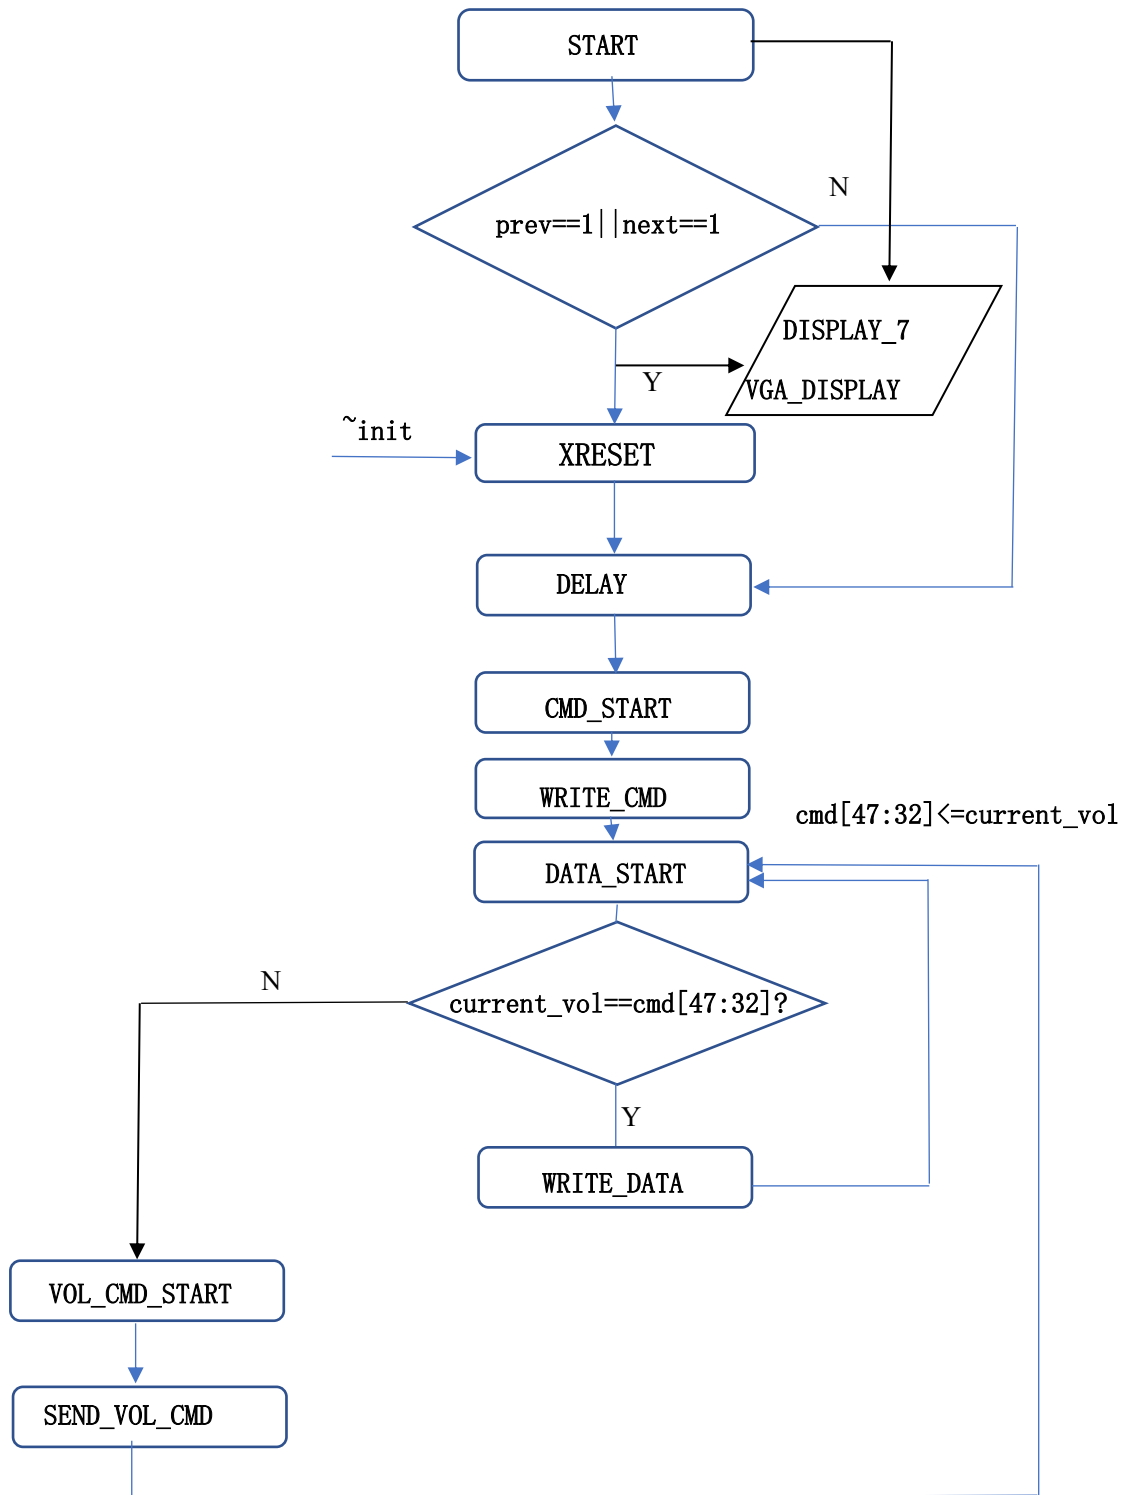 START
N
prev==1||next==1
DISPLAY_7
Y
VGA_DISPLAY
~init
XRESET
DELAY
CMD_START
WRITE_CMD
cmd[47:32]<=current_vol
DATA_START
N
current_vol==cmd[47:32]?
Y
WRITE_DATA
VOL_CMD_START
SEND_VOL_CMD